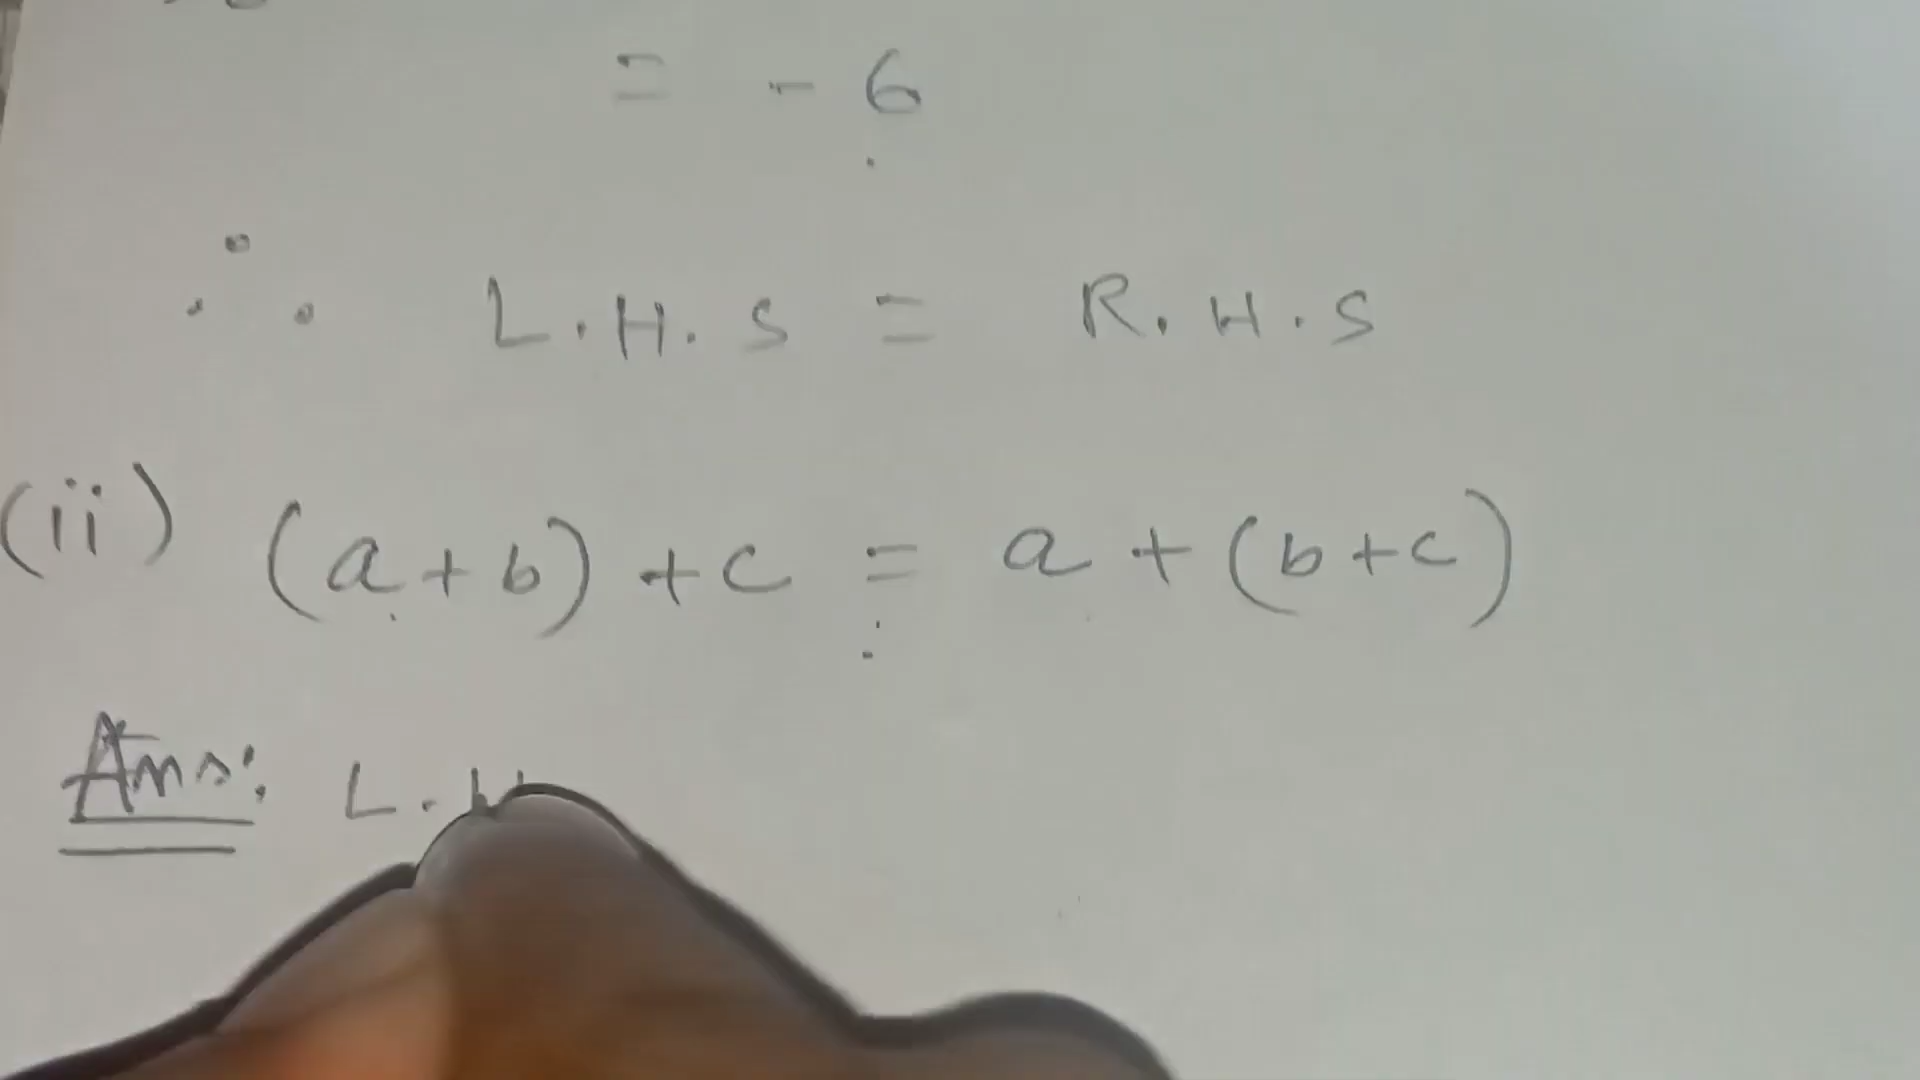 = - 6
∴ L.H.S = R.H.S
(ii) (a+b)+c = a+(b+c)
Ans: L.H